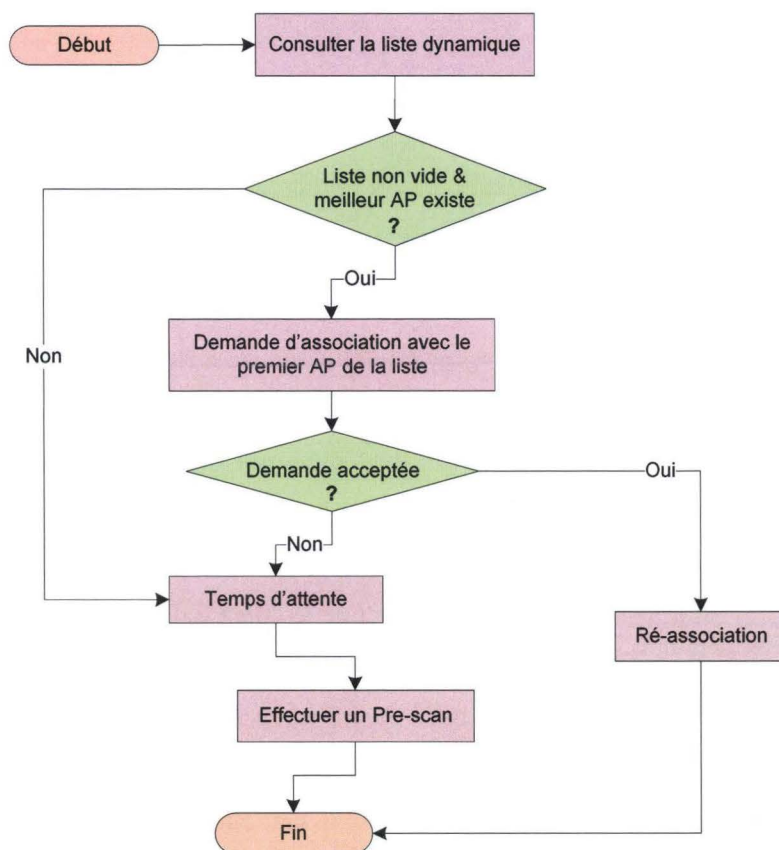 Début
Consulter la liste dynamique
Liste non vide &
meilleur AP existe
?
Oui
Non
Demande d'association avec le
premier AP de la liste
Demande acceptée
?
Oui
Non
Temps d'attente
Ré-association
Effectuer un Pre-scan
Fin